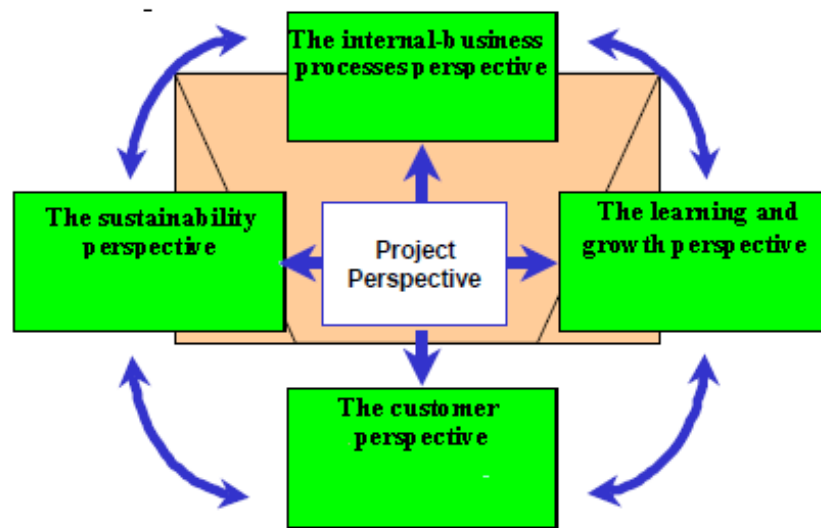 The internal-business
processes perspective
The sustainability
perspective
Project
Perspective
The learning and
growth perspective
The customer
perspective